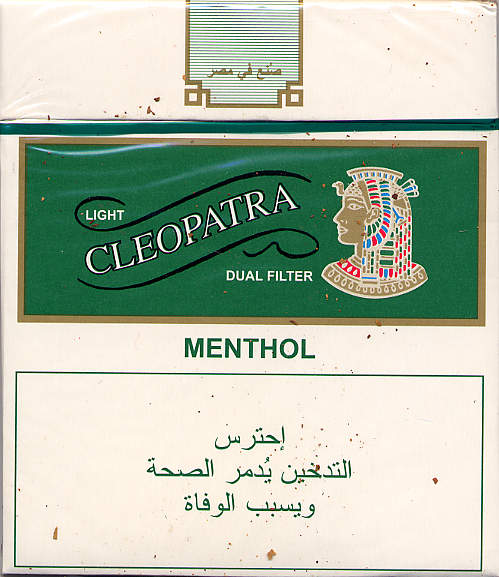 صنع في مصر
LIGHT
CLEOPATRA
DUAL FILTER
MENTHOL
إحترس
التدخين يُدمر الصحة
ويسبب الوفاة